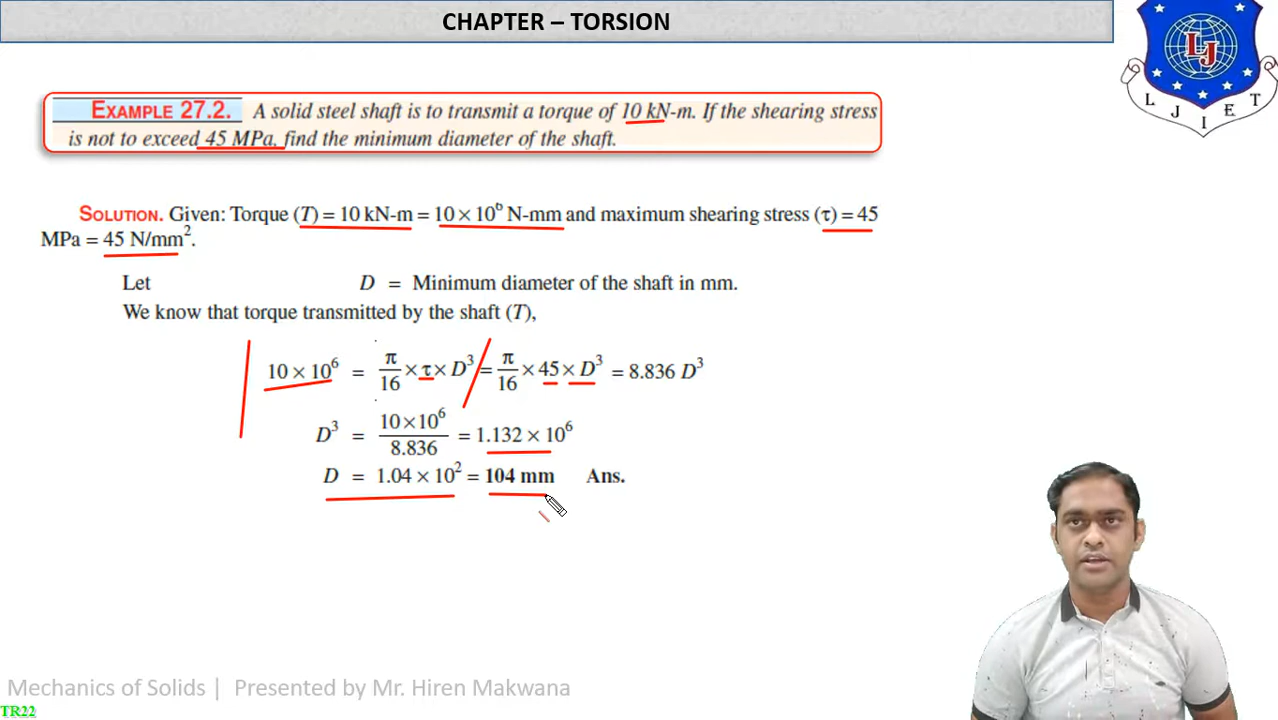 CHAPTER – TORSION
LJ
L J I E T
EXAMPLE 27.2. A solid steel shaft is to transmit a torque of 10 kN-m. If the shearing stress
is not to exceed 45 MPa, find the minimum diameter of the shaft.
SOLUTION. Given: Torque (T) = 10 kN-m = 10 × 10⁶ N-mm and maximum shearing stress (τ) = 45
MPa = 45 N/mm².
Let D = Minimum diameter of the shaft in mm.
We know that torque transmitted by the shaft (T),
10 × 10⁶ = π/16 × τ × D³ = π/16 × 45 × D³ = 8.836 D³
D³ = 10×10⁶/8.836 = 1.132 × 10⁶
D = 1.04 × 10² = 104 mm Ans.
Mechanics of Solids | Presented by Mr. Hiren Makwana
TR22